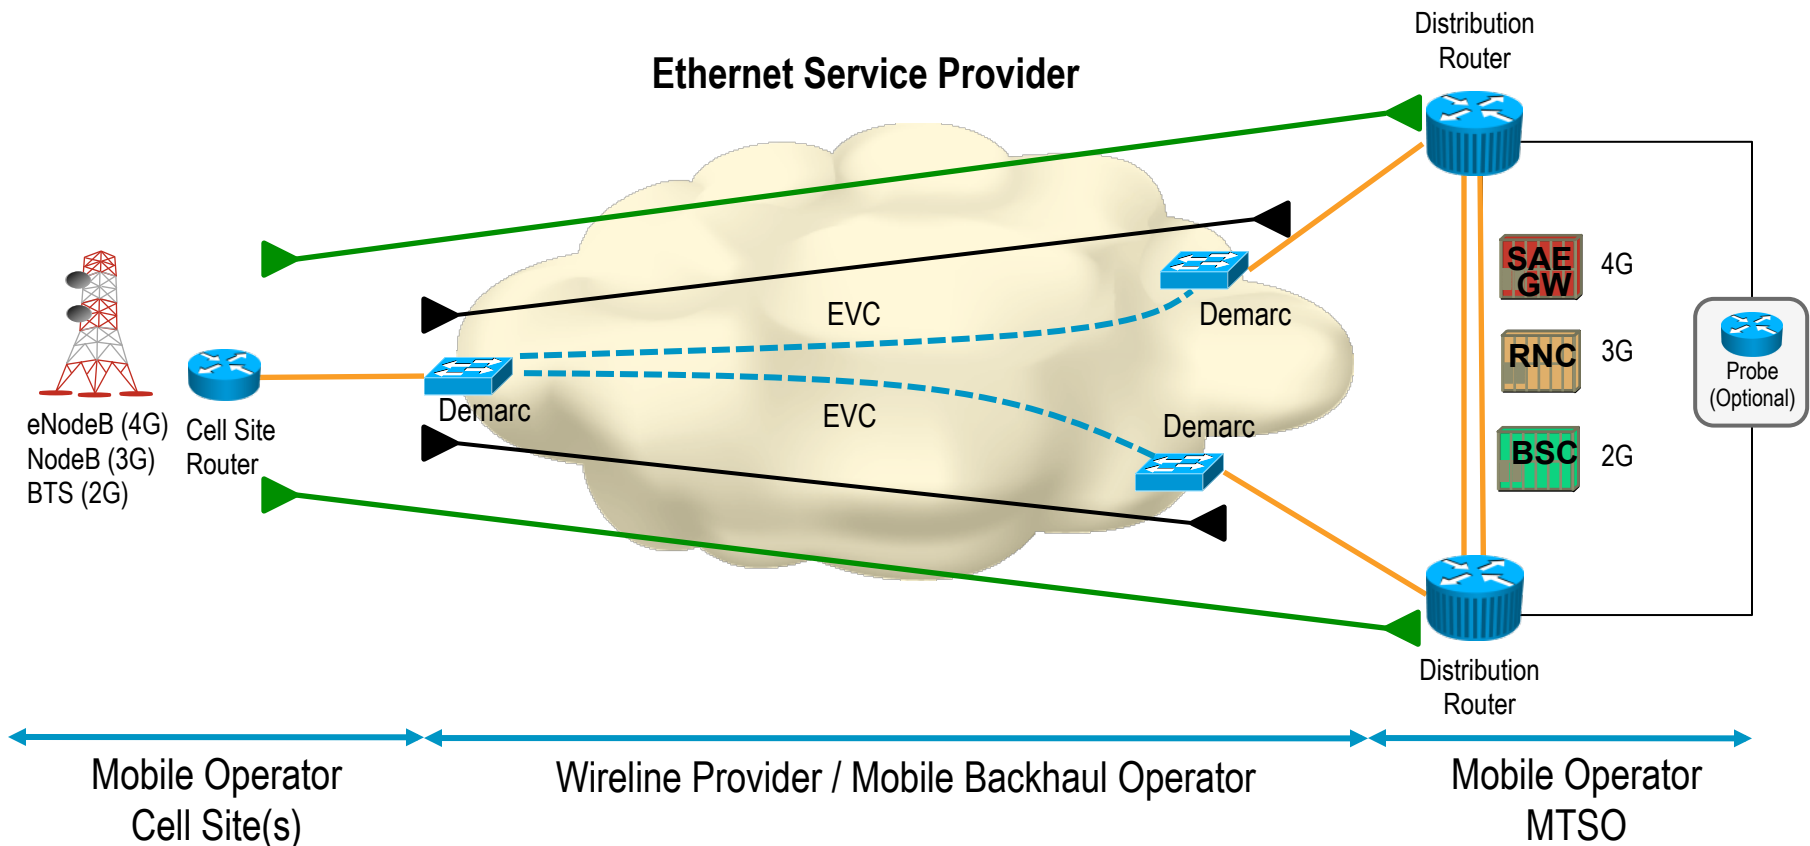 Distribution
Router
Ethernet Service Provider
SAE
GW
4G
EVC
Demarc
RNC
3G
Probe
(Optional)
Demarc
EVC
Demarc
eNodeB (4G)
NodeB (3G)
BTS (2G)
Cell Site
Router
BSC
2G
Distribution
Router
Mobile Operator
Cell Site(s)
Wireline Provider / Mobile Backhaul Operator
Mobile Operator
MTSO